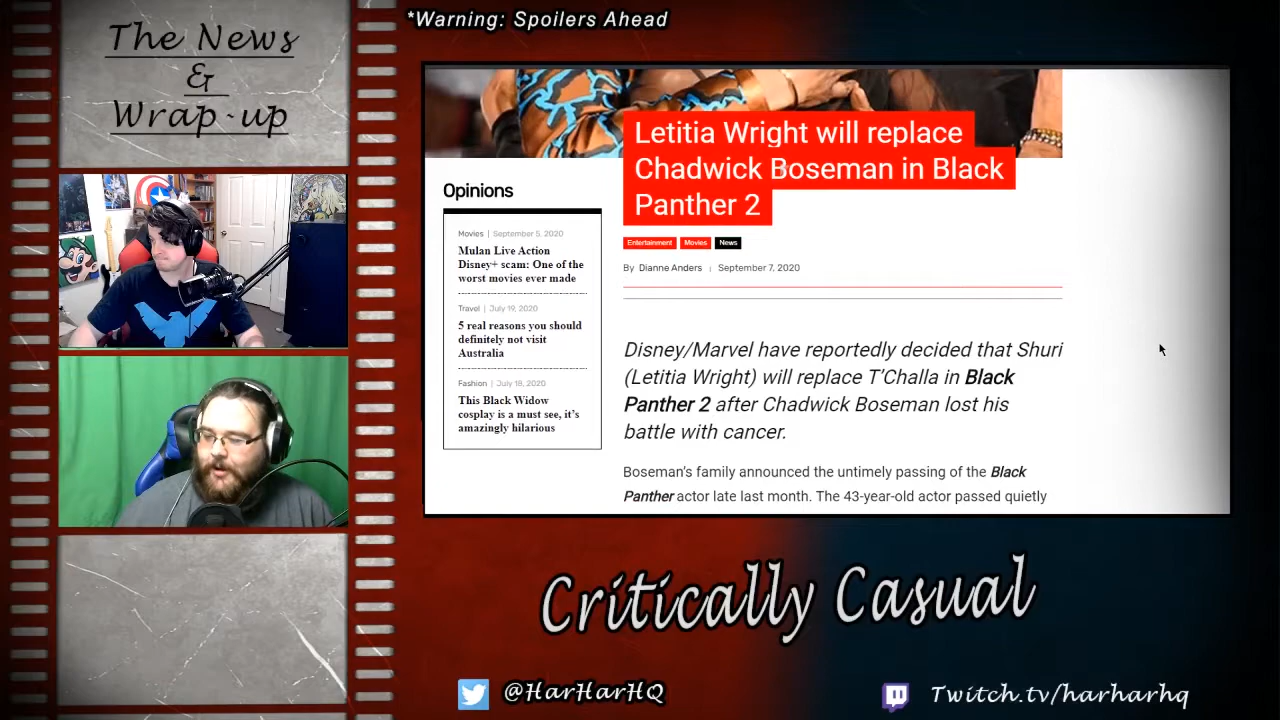 *Warning: Spoilers Ahead
The News
&
Wrap-up
Letitia Wright will replace
Chadwick Boseman in Black
Panther 2
Entertainment Movies News
By Dianne Anders | September 7, 2020
Opinions
Movies | September 5, 2020
Mulan Live Action
Disney+ scam: One of the
worst movies ever made
Travel | July 19, 2020
5 real reasons you should
definitely not visit
Australia
Fashion | July 18, 2020
This Black Widow
cosplay is a must see, it's
amazingly hilarious
Disney/Marvel have reportedly decided that Shuri
(Letitia Wright) will replace T'Challa in Black
Panther 2 after Chadwick Boseman lost his
battle with cancer.
Boseman's family announced the untimely passing of the Black
Panther actor late last month. The 43-year-old actor passed quietly
Critically Casual
@HarHarHQ
Twitch.tv/harharhq